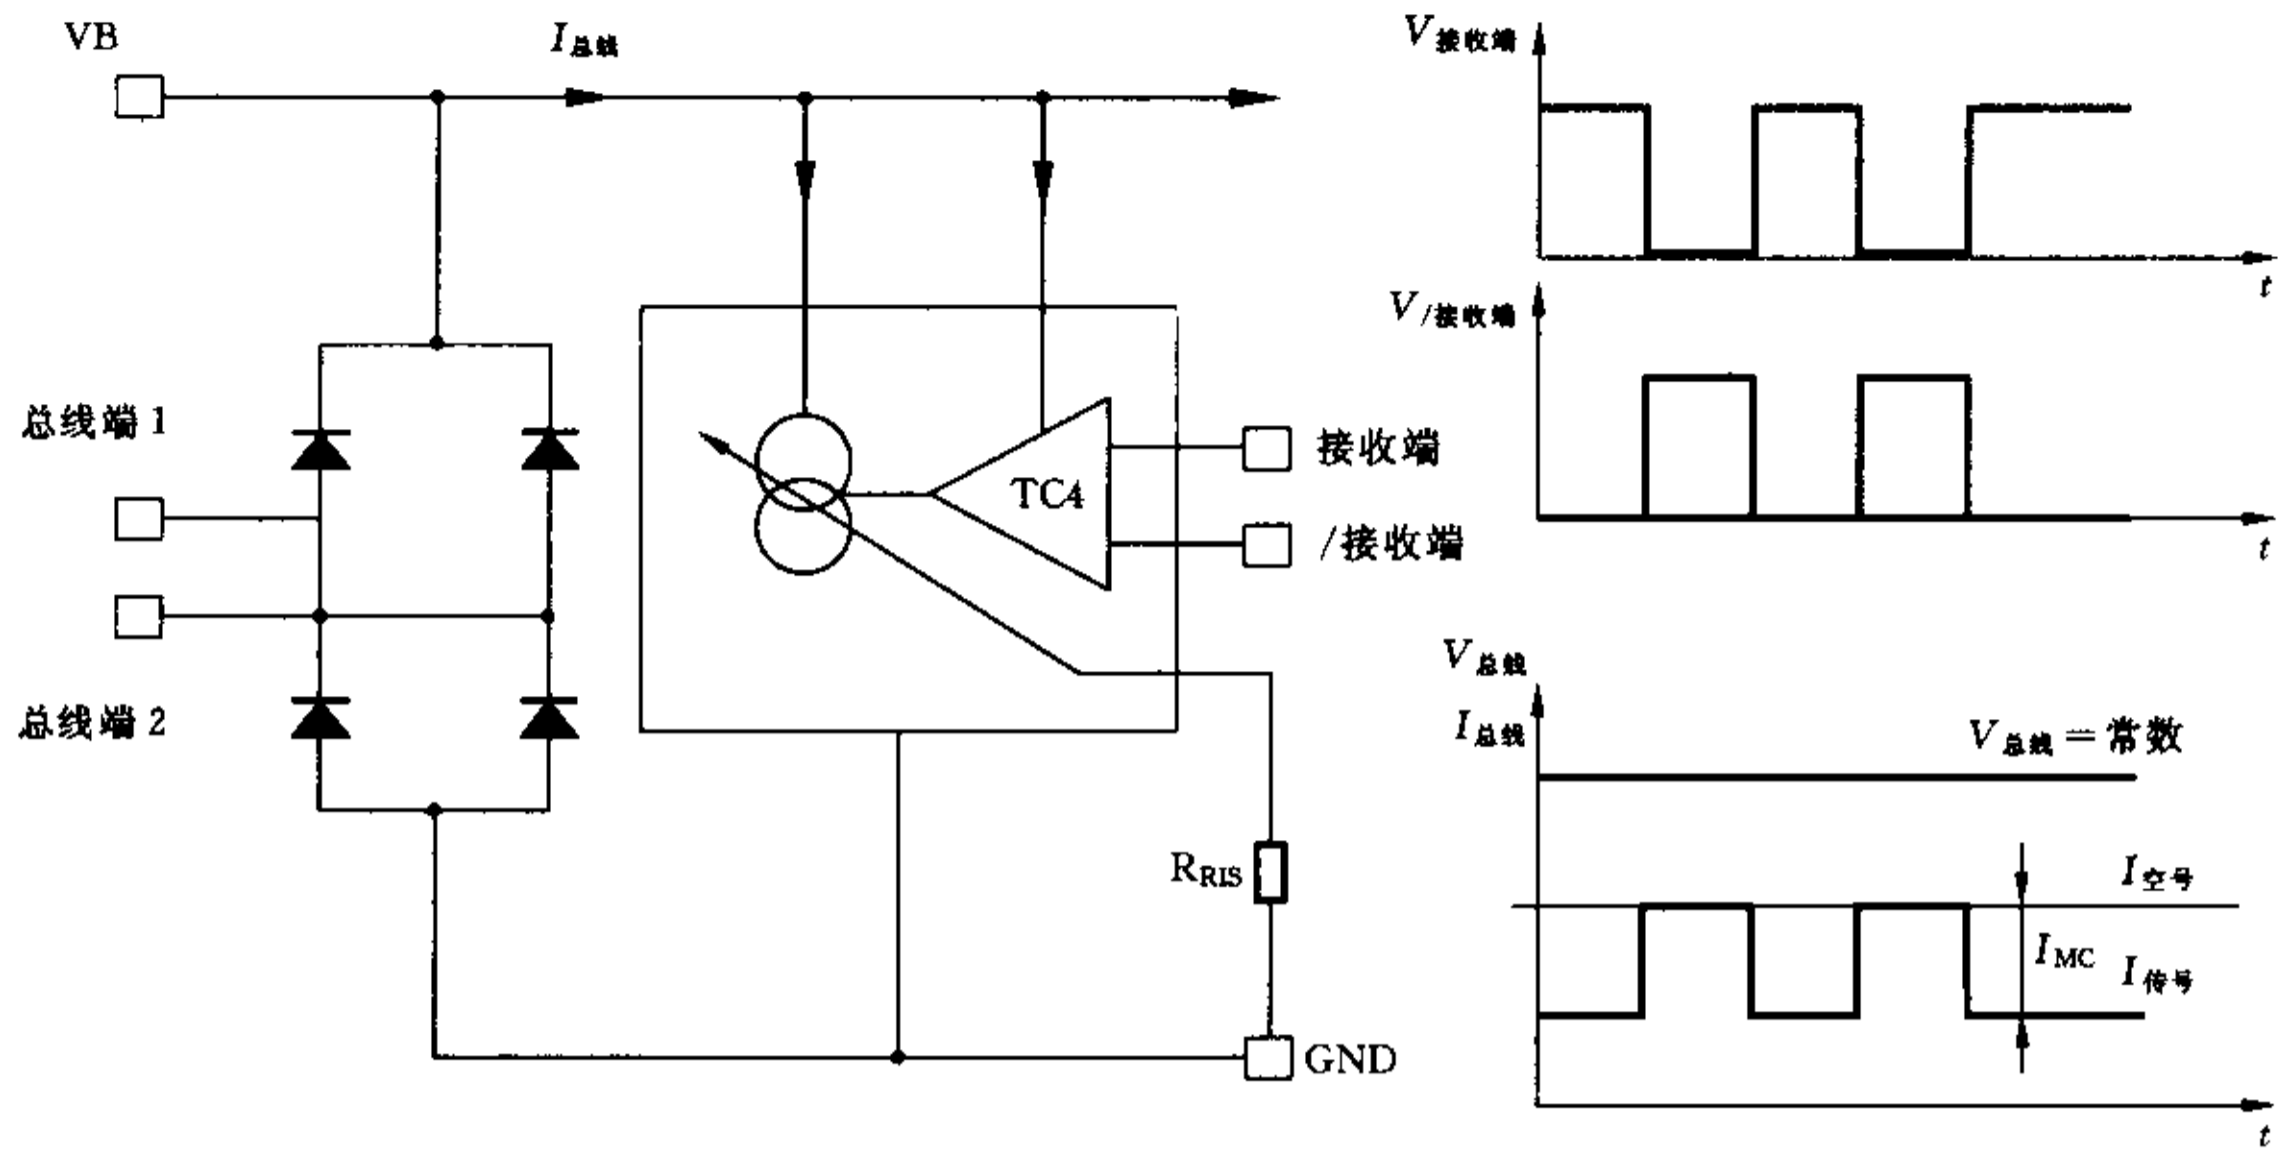 VB
I总线
总线端1
总线端2
TC4
接收端
/接收端
RRIS
GND
V接收端
t
V/接收端
t
V总线
I总线
V总线=常数
I空号
IMC
I传号
t